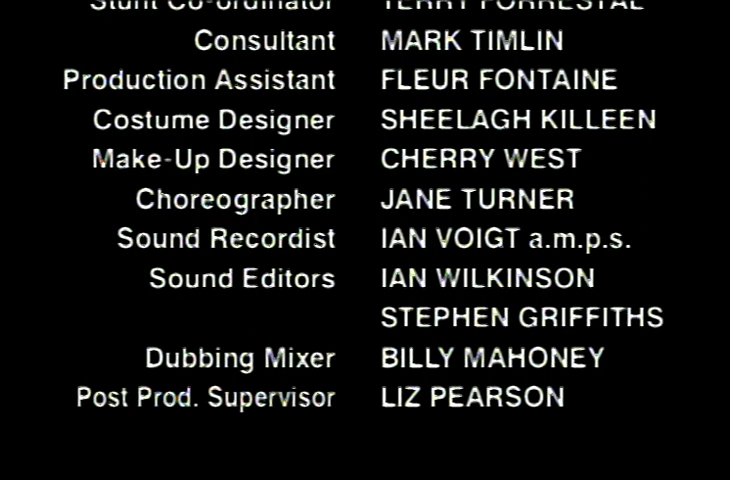 Stunt Co-ordinator TERRY FORRESTAL
Consultant MARK TIMLIN
Production Assistant FLEUR FONTAINE
Costume Designer SHEELAGH KILLEEN
Make-Up Designer CHERRY WEST
Choreographer JANE TURNER
Sound Recordist IAN VOIGT a.m.p.s.
Sound Editors IAN WILKINSON
STEPHEN GRIFFITHS
Dubbing Mixer BILLY MAHONEY
Post Prod. Supervisor LIZ PEARSON